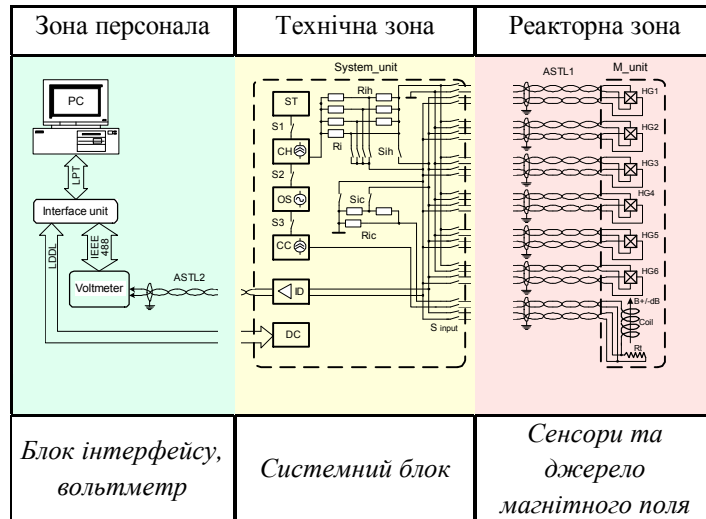 Зона персонала
Технічна зона
Реакторна зона
System_unit
ASTL1
M_unit
PC
LPT
Interface unit
LDDL
IEEE
488
Voltmeter
ASTL2
ST
S1
CH
S2
OS
S3
CC
ID
DC
Rih
Ri
Sih
Sic
Ric
S input
HG1
HG2
HG3
HG4
HG5
HG6
B+/-dB
Coil
Rt
Блок інтерфейсу,
вольтметр
Системний блок
Сенсори та
джерело
магнітного поля